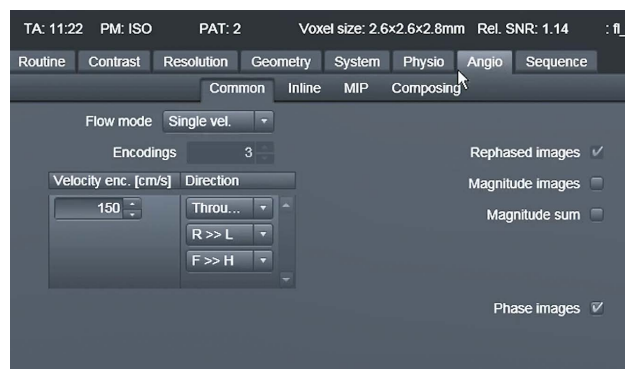 TA: 11:22 PM: ISO PAT: 2 Voxel size: 2.6×2.6×2.8mm Rel. SNR: 1.14 : fl_
Routine Contrast Resolution Geometry System Physio Angio Sequence
Common Inline MIP Composing
Flow mode Single vel.
Encodings 3 Rephased images
Velocity enc. [cm/s] Direction Magnitude images
150 Throu... Magnitude sum
R >> L
F >> H
Phase images